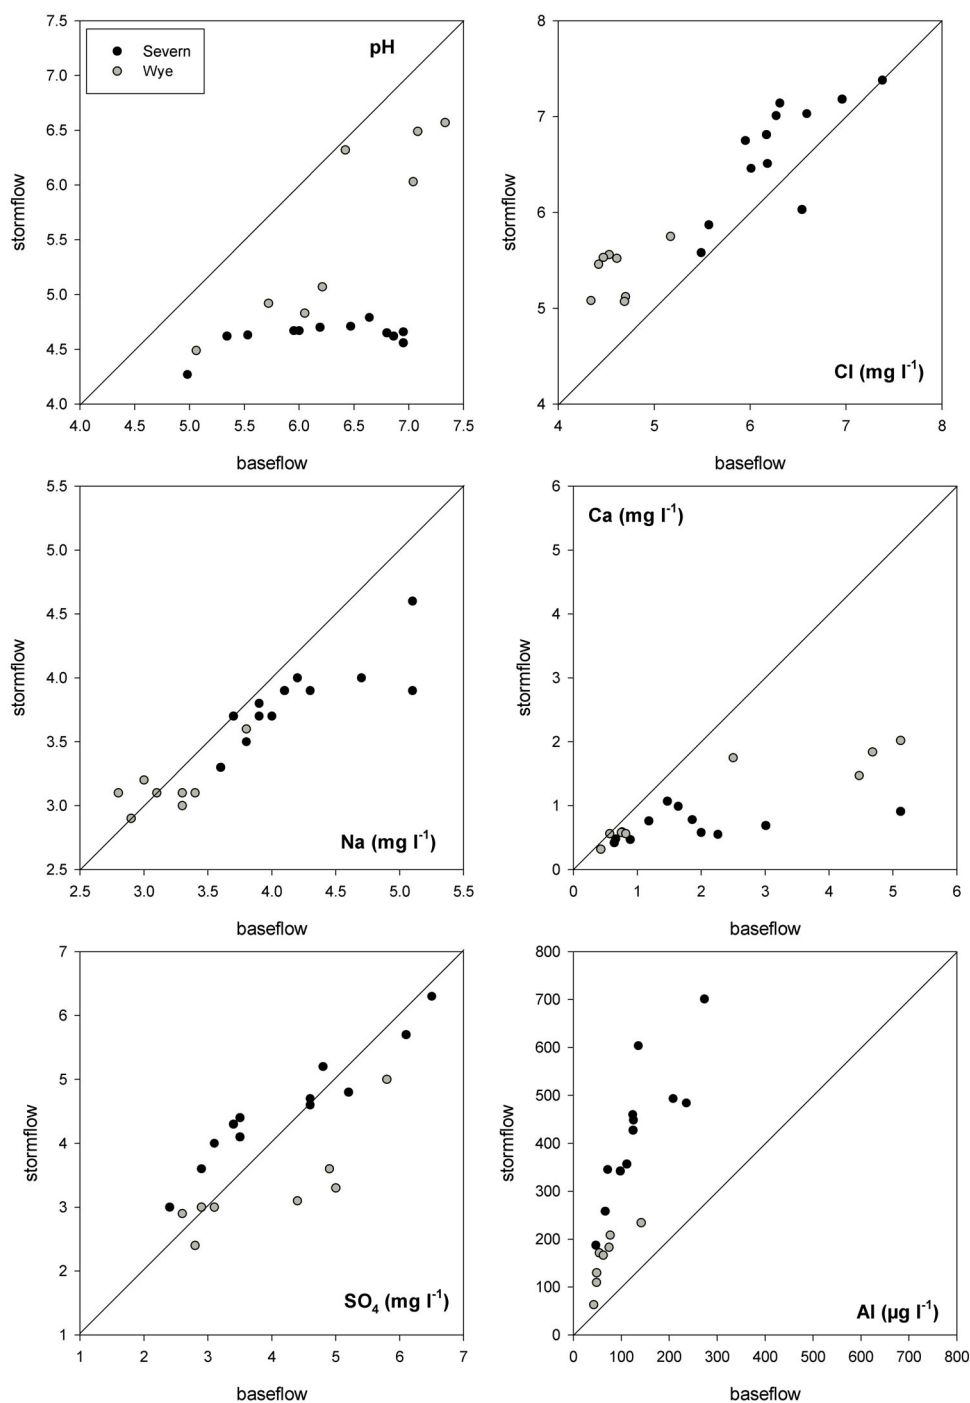 7.5
7.0
6.5
6.0
5.5
5.0
4.5
4.0
stormflow
Severn
Wye
pH
4.0 4.5 5.0 5.5 6.0 6.5 7.0 7.5
baseflow
8
7
6
5
4
stormflow
Cl (mg l-1)
4 5 6 7 8
baseflow
5.5
5.0
4.5
4.0
3.5
3.0
2.5
stormflow
Na (mg l-1)
2.5 3.0 3.5 4.0 4.5 5.0 5.5
baseflow
6
5
4
3
2
1
0
stormflow
Ca (mg l-1)
0 1 2 3 4 5 6
baseflow
7
6
5
4
3
2
1
stormflow
SO4 (mg l-1)
1 2 3 4 5 6 7
baseflow
800
700
600
500
400
300
200
100
0
stormflow
Al (µg l-1)
0 100 200 300 400 500 600 700 800
baseflow